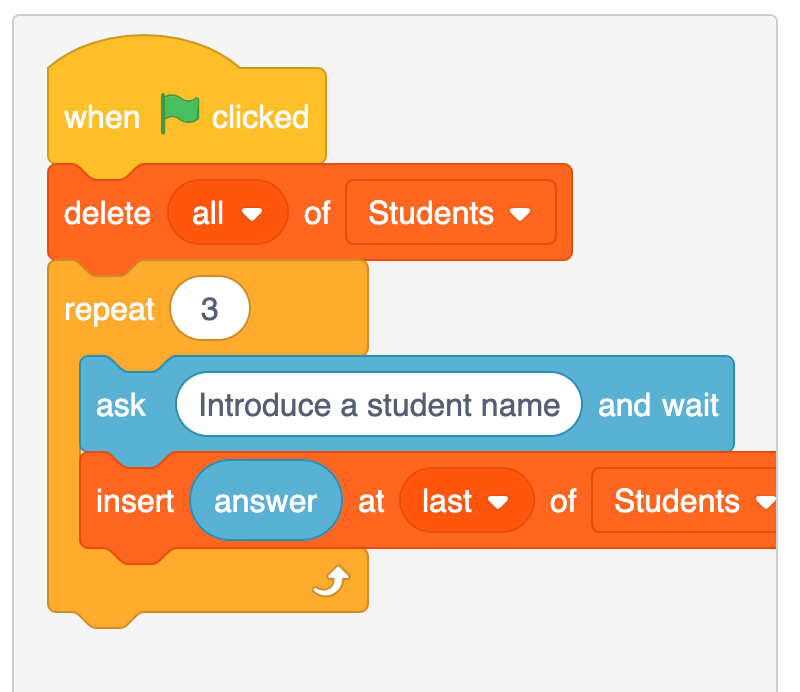 when clicked
delete all of Students
repeat 3
ask Introduce a student name and wait
insert answer at last of Students